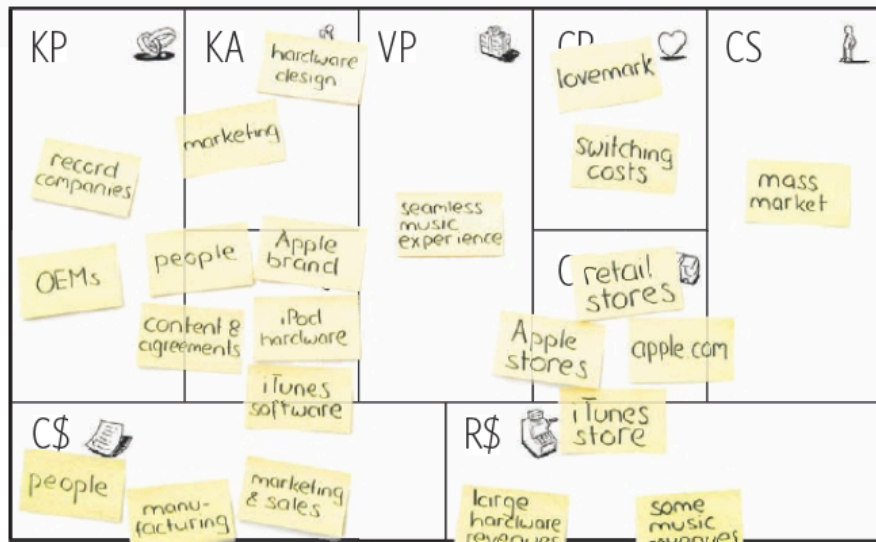 KP
KA
VP
CR
CS
hardware
design
lovemark
marketing
switching
costs
record
companies
mass
market
seamless
music
experience
people
Apple
brand
OEMs
retail
stores
content &
agreements
iPod
hardware
Apple
stores
apple.com
iTunes
software
iTunes
store
C$
R$
people
manu-
facturing
marketing
& sales
large
hardware
revenues
some
music
revenues